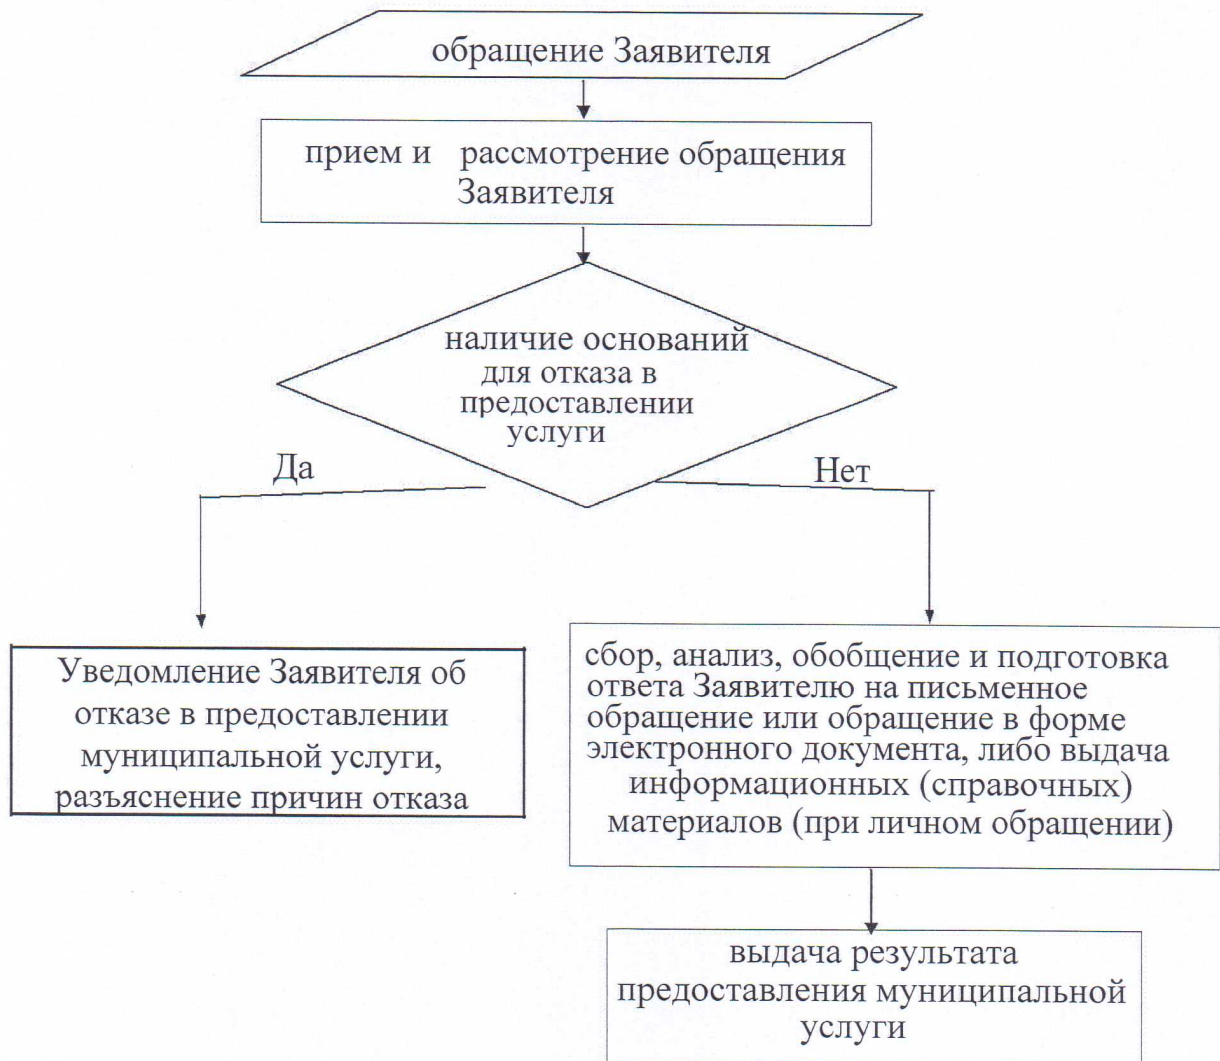 обращение Заявителя
прием и рассмотрение обращения
Заявителя
наличие оснований
для отказа в
предоставлении
услуги
Да
Нет
Уведомление Заявителя об
отказе в предоставлении
муниципальной услуги,
разъяснение причин отказа
сбор, анализ, обобщение и подготовка
ответа Заявителю на письменное
обращение или обращение в форме
электронного документа, либо выдача
информационных (справочных)
материалов (при личном обращении)
выдача результата
предоставления муниципальной
услуги